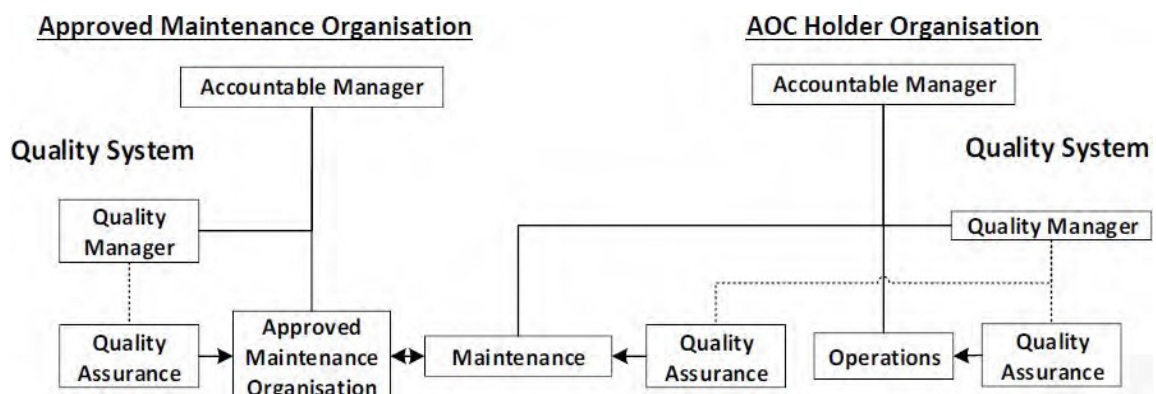 Approved Maintenance Organisation
AOC Holder Organisation
Accountable Manager
Accountable Manager
Quality System
Quality System
Quality
Manager
Quality Manager
Quality
Assurance
Approved
Maintenance
Organisation
Maintenance
Quality
Assurance
Operations
Quality
Assurance